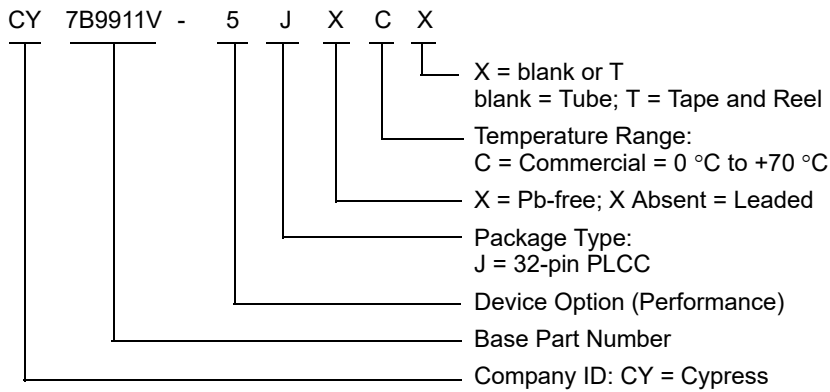 CY 7B9911V - 5 J X C X
X = blank or T
blank = Tube; T = Tape and Reel
Temperature Range:
C = Commercial = 0 °C to +70 °C
X = Pb-free; X Absent = Leaded
Package Type:
J = 32-pin PLCC
Device Option (Performance)
Base Part Number
Company ID: CY = Cypress